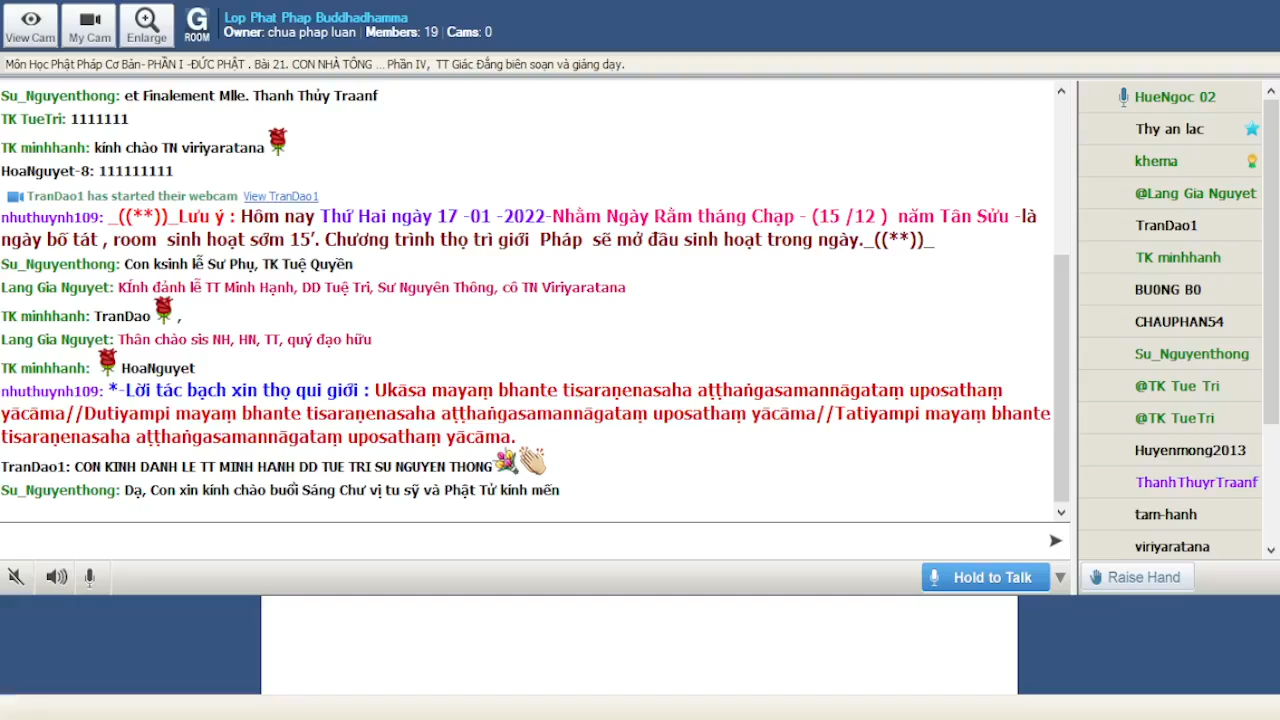 View Cam
My Cam
Enlarge
G
ROOM
Lop Phat Phap Buddhadhamma
Owner: chua phap luan | Members: 19 | Cams: 0
Môn Học Phật Pháp Cơ Bản- PHẦN I -ĐỨC PHẬT . Bài 21. CON NHÀ TÔNG ... Phần IV, TT Giác Đẳng biên soạn và giảng dạy.
Su_Nguyenthong: et Finalement Mlle. Thanh Thủy Traanf
TK TueTri: 1111111
TK minhhanh: kính chào TN viriyaratana
HoaNguyet-8: 111111111
TranDao1 has started their webcam View TranDao1
nhuthuynh109: _((**))_Lưu ý : Hôm nay Thứ Hai ngày 17 -01 -2022-Nhằm Ngày Rằm tháng Chạp - (15 /12 ) năm Tân Sửu -là
ngày bố tát , room sinh hoạt sớm 15’. Chương trình thọ trì giới Pháp sẽ mở đầu sinh hoạt trong ngày._((**))_
Su_Nguyenthong: Con ksinh lễ Sư Phụ, TK Tuệ Quyền
Lang Gia Nguyet: KÍnh đảnh lễ TT Minh Hạnh, DD Tuệ Tri, Sư Nguyên Thông, cô TN Viriyaratana
TK minhhanh: TranDao ,
Lang Gia Nguyet: Thân chào sis NH, HN, TT, quý đạo hữu
TK minhhanh: HoaNguyet
nhuthuynh109: *-Lời tác bạch xin thọ qui giới : Ukāsa mayaṃ bhante tisaraṇenasaha aṭṭhaṅgasamannāgataṃ uposathaṃ
yācāma//Dutiyampi mayaṃ bhante tisaraṇenasaha aṭṭhaṅgasamannāgataṃ uposathaṃ yācāma//Tatiyampi mayaṃ bhante
tisaraṇenasaha aṭṭhaṅgasamannāgataṃ uposathaṃ yācāma.
TranDao1: CON KINH DANH LE TT MINH HANH DD TUE TRI SU NGUYEN THONG
Su_Nguyenthong: Dạ, Con xin kính chào buổi Sáng Chư vị tu sỹ và Phật Tử kính mến
Hold to Talk
HueNgoc 02
Thy an lac
khema
@Lang Gia Nguyet
TranDao1
TK minhhanh
BU0NG B0
CHAUPHAN54
Su_Nguyenthong
@TK Tue Tri
@TK TueTri
Huyenmong2013
ThanhThuyrTraanf
tam-hanh
viriyaratana
Raise Hand